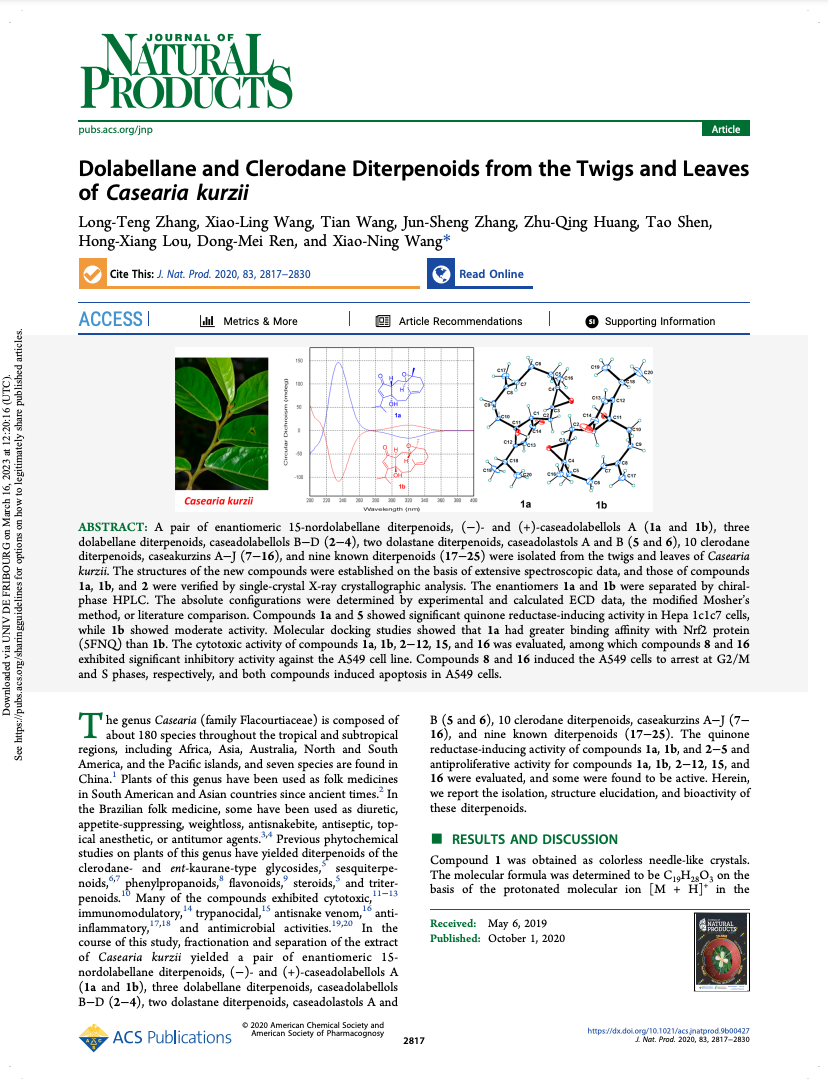 JOURNAL OF
NATURAL
PRODUCTS
pubs.acs.org/jnp
Article
Dolabellane and Clerodane Diterpenoids from the Twigs and Leaves
of Casearia kurzii
Long-Teng Zhang, Xiao-Ling Wang, Tian Wang, Jun-Sheng Zhang, Zhu-Qing Huang, Tao Shen,
Hong-Xiang Lou, Dong-Mei Ren, and Xiao-Ning Wang*
Cite This: J. Nat. Prod. 2020, 83, 2817−2830
Read Online
ACCESS
Metrics & More
Article Recommendations
SI Supporting Information
Casearia kurzii
Circular Dichroism (mdeg)
Wavelength (nm)
1a
1b
1a
1b
ABSTRACT: A pair of enantiomeric 15-nordolabellane diterpenoids, (−)- and (+)-caseadolabellols A (1a and 1b), three
dolabellane diterpenoids, caseadolabellols B−D (2−4), two dolastane diterpenoids, caseadolastols A and B (5 and 6), 10 clerodane
diterpenoids, caseakurzins A−J (7−16), and nine known diterpenoids (17−25) were isolated from the twigs and leaves of Casearia
kurzii. The structures of the new compounds were established on the basis of extensive spectroscopic data, and those of compounds
1a, 1b, and 2 were verified by single-crystal X-ray crystallographic analysis. The enantiomers 1a and 1b were separated by chiral-
phase HPLC. The absolute configurations were determined by experimental and calculated ECD data, the modified Mosher's
method, or literature comparison. Compounds 1a and 5 showed significant quinone reductase-inducing activity in Hepa 1c1c7 cells,
while 1b showed moderate activity. Molecular docking studies showed that 1a had greater binding affinity with Nrf2 protein
(5FNQ) than 1b. The cytotoxic activity of compounds 1a, 1b, 2−12, 15, and 16 was evaluated, among which compounds 8 and 16
exhibited significant inhibitory activity against the A549 cell line. Compounds 8 and 16 induced the A549 cells to arrest at G2/M
and S phases, respectively, and both compounds induced apoptosis in A549 cells.
The genus Casearia (family Flacourtiaceae) is composed of
about 180 species throughout the tropical and subtropical
regions, including Africa, Asia, Australia, North and South
America, and the Pacific islands, and seven species are found in
China.1 Plants of this genus have been used as folk medicines
in South American and Asian countries since ancient times.2 In
the Brazilian folk medicine, some have been used as diuretic,
appetite-suppressing, weightloss, antisnakebite, antiseptic, top-
ical anesthetic, or antitumor agents.3,4 Previous phytochemical
studies on plants of this genus have yielded diterpenoids of the
clerodane- and ent-kaurane-type glycosides,5 sesquiterpe-
noids,6,7 phenylpropanoids,8 flavonoids,9 steroids,5 and triter-
penoids.10 Many of the compounds exhibited cytotoxic,11−13
immunomodulatory,14 trypanocidal,15 antisnake venom,16 anti-
inflammatory,17,18 and antimicrobial activities.19,20 In the
course of this study, fractionation and separation of the extract
of Casearia kurzii yielded a pair of enantiomeric 15-
nordolabellane diterpenoids, (−)- and (+)-caseadolabellols A
(1a and 1b), three dolabellane diterpenoids, caseadolabellols
B−D (2−4), two dolastane diterpenoids, caseadolastols A and
B (5 and 6), 10 clerodane diterpenoids, caseakurzins A−J (7−
16), and nine known diterpenoids (17−25). The quinone
reductase-inducing activity of compounds 1a, 1b, and 2−5 and
antiproliferative activity for compounds 1a, 1b, 2−12, 15, and
16 were evaluated, and some were found to be active. Herein,
we report the isolation, structure elucidation, and bioactivity of
these diterpenoids.
RESULTS AND DISCUSSION
Compound 1 was obtained as colorless needle-like crystals.
The molecular formula was determined to be C19H28O3 on the
basis of the protonated molecular ion [M + H]+ in the
Received: May 6, 2019
Published: October 1, 2020
ACS Publications
© 2020 American Chemical Society and
American Society of Pharmacognosy
2817
https://dx.doi.org/10.1021/acs.jnatprod.9b00427
J. Nat. Prod. 2020, 83, 2817−2830
Downloaded via UNIV DE FRIBOURG on March 16, 2023 at 12:20:16 (UTC).
See https://pubs.acs.org/sharingguidelines for options on how to legitimately share published articles.